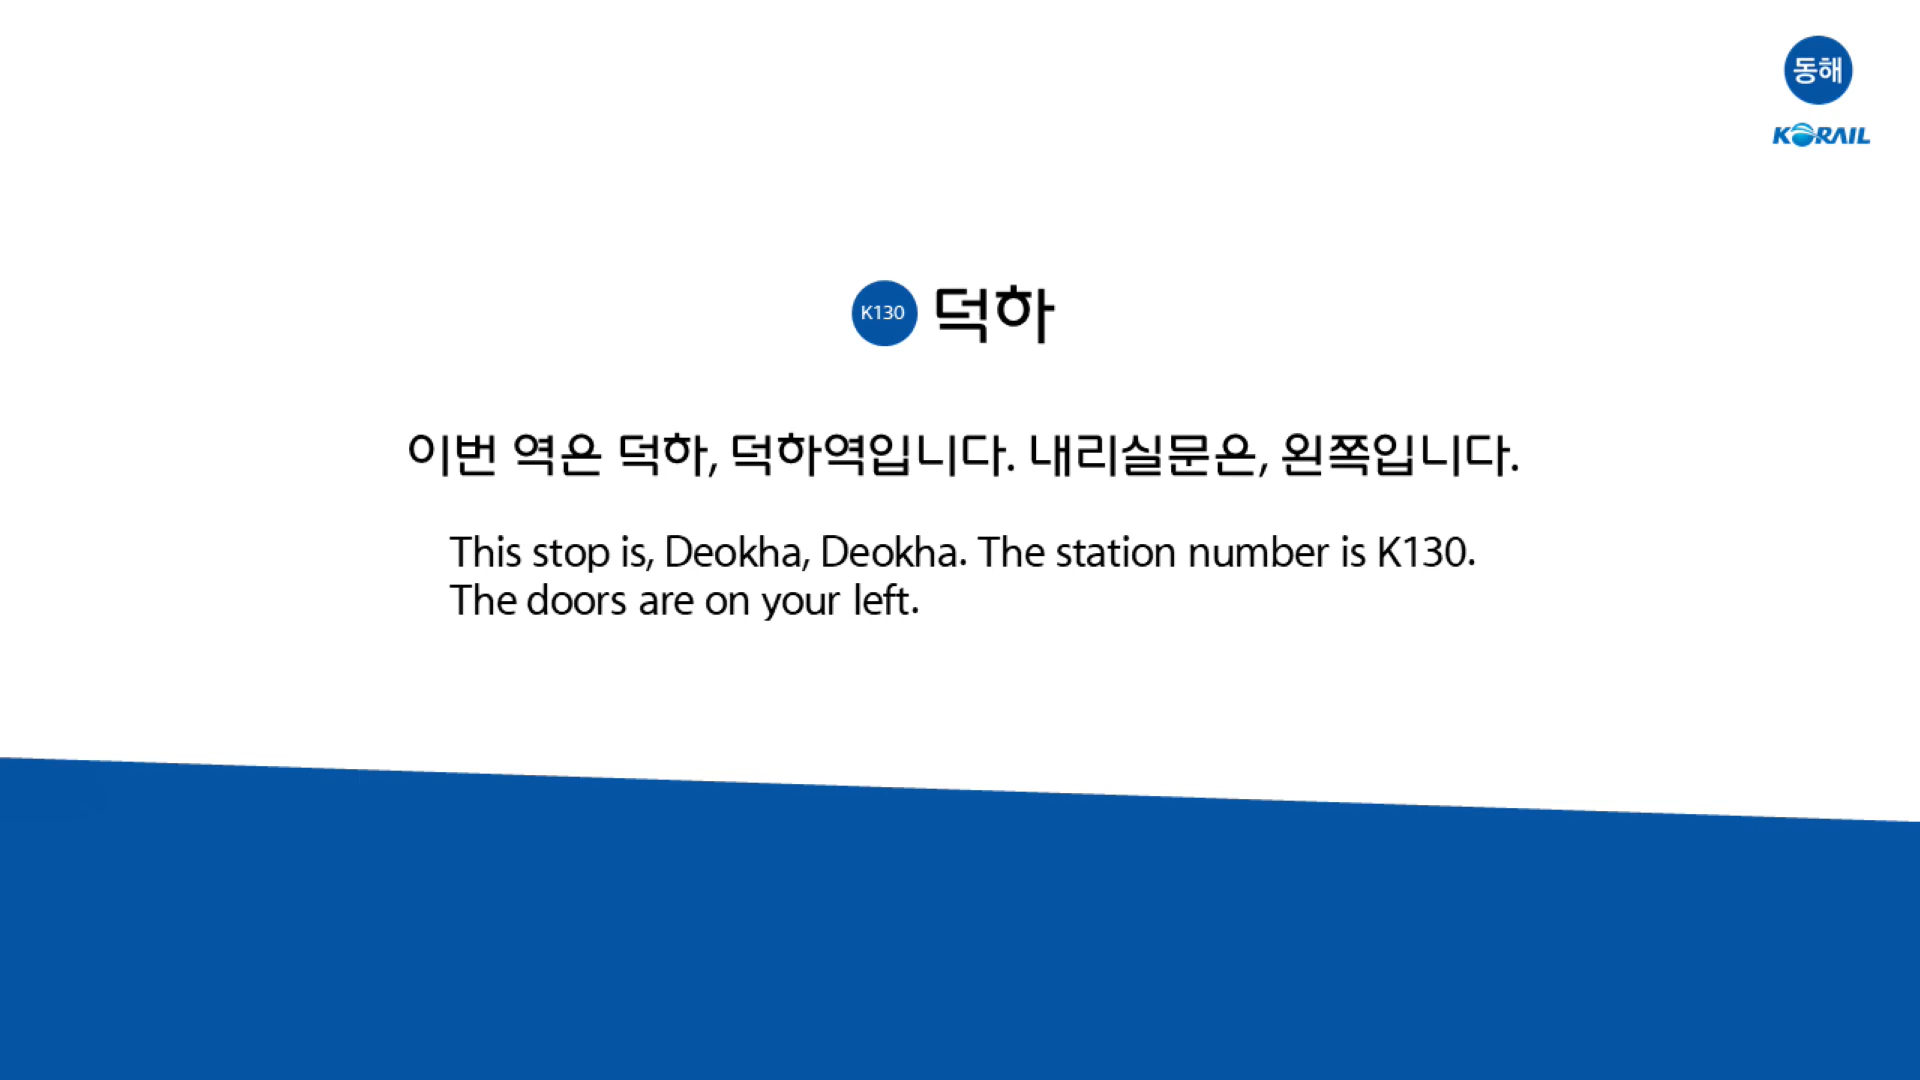 동해
KORAIL
K130 덕하
이번 역은 덕하, 덕하역입니다. 내리실문은, 왼쪽입니다.
This stop is, Deokha, Deokha. The station number is K130.
The doors are on your left.